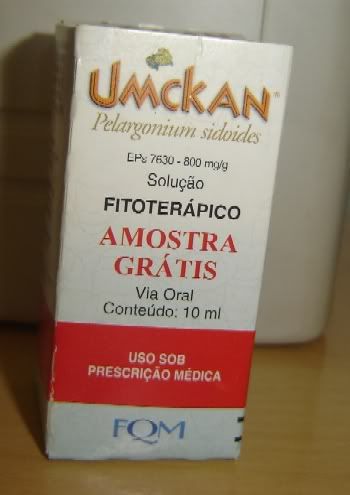 UMCKAN®
Pelargonium sidoides
EPs 7630 - 800 mg/g
Solução
FITOTERÁPICO
AMOSTRA
GRÁTIS
Via Oral
Conteúdo: 10 ml
USO SOB
PRESCRIÇÃO MÉDICA
FQM